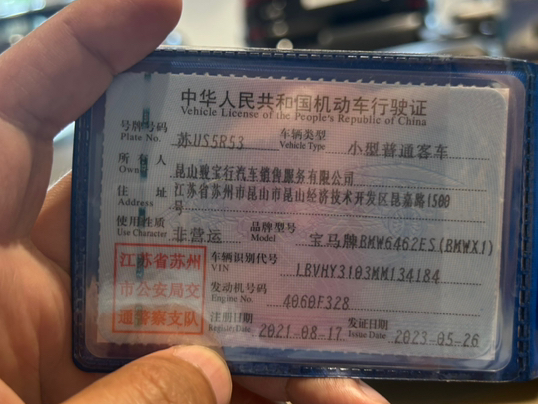 中华人民共和国机动车行驶证
Vehicle License of the People's Republic of China
号牌号码 Plate No. 苏US5R53 车辆类型 Vehicle Type 小型普通客车
所有人 Owner 昆山骏宝行汽车销售服务有限公司
住址 Address 江苏省苏州市昆山市昆山经济技术开发区昆嘉路1500
号
使用性质 Use Character 非营运 品牌型号 Model 宝马牌BMW6462ES(BMWX1)
江苏省苏州
市公安局交
通警察支队
车辆识别代号 VIN LBVHY3103MM134184
发动机号码 Engine No. 4060F328
注册日期 Register Date 2021-08-17 发证日期 Issue Date 2023-05-26